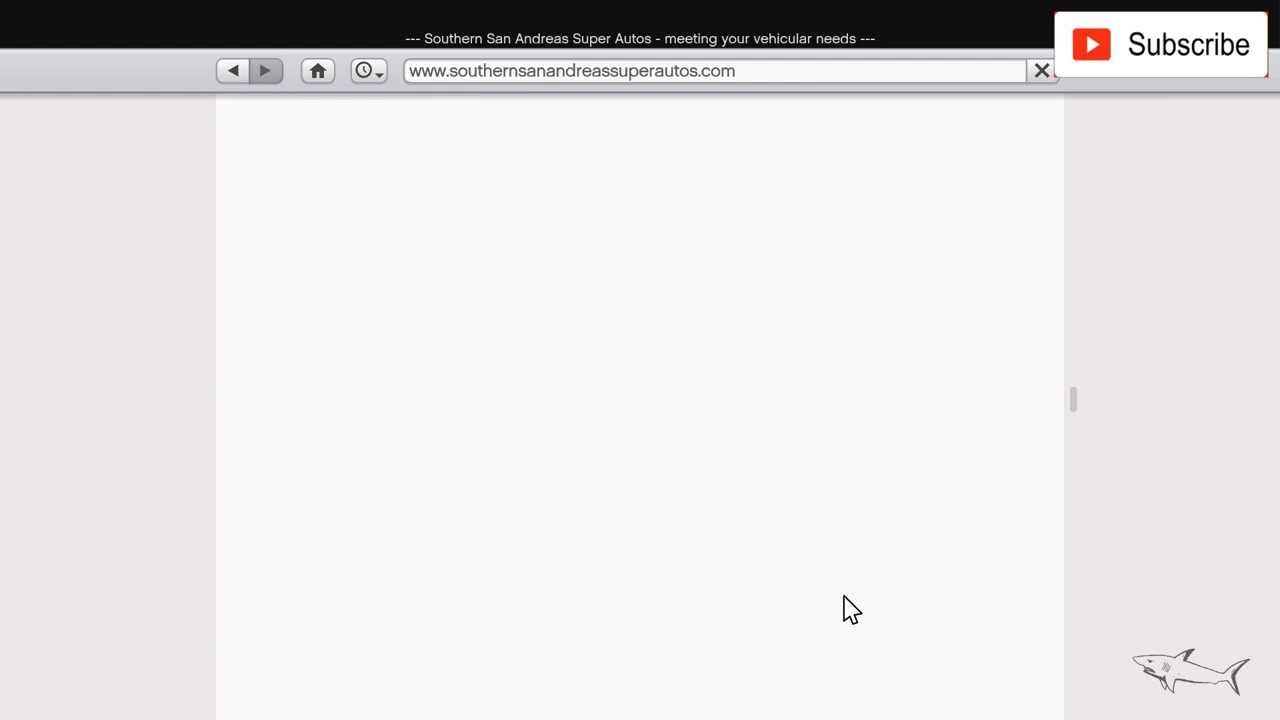 --- Southern San Andreas Super Autos - meeting your vehicular needs ---
Subscribe
www.southernsanandreassuperautos.com